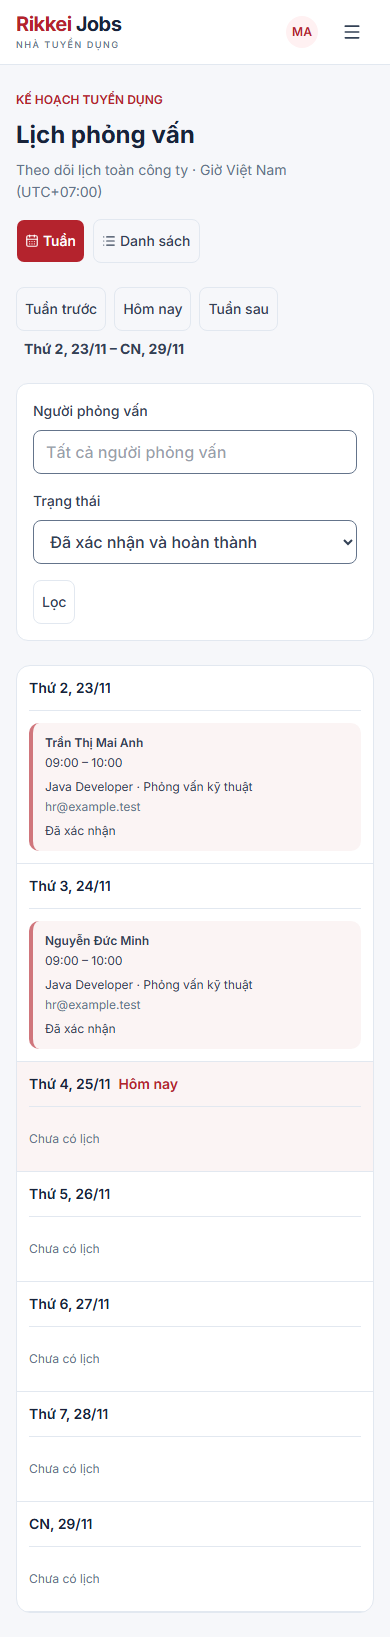 Rikkei Jobs
NHÀ TUYỂN DỤNG
MA
KẾ HOẠCH TUYỂN DỤNG
Lịch phỏng vấn
Theo dõi lịch toàn công ty · Giờ Việt Nam
(UTC+07:00)
Tuần
Danh sách
Tuần trước
Hôm nay
Tuần sau
Thứ 2, 23/11 – CN, 29/11
Người phỏng vấn
Tất cả người phỏng vấn
Trạng thái
Đã xác nhận và hoàn thành
Lọc
Thứ 2, 23/11
Trần Thị Mai Anh
09:00 – 10:00
Java Developer · Phỏng vấn kỹ thuật
hr@example.test
Đã xác nhận
Thứ 3, 24/11
Nguyễn Đức Minh
09:00 – 10:00
Java Developer · Phỏng vấn kỹ thuật
hr@example.test
Đã xác nhận
Thứ 4, 25/11 Hôm nay
Chưa có lịch
Thứ 5, 26/11
Chưa có lịch
Thứ 6, 27/11
Chưa có lịch
Thứ 7, 28/11
Chưa có lịch
CN, 29/11
Chưa có lịch